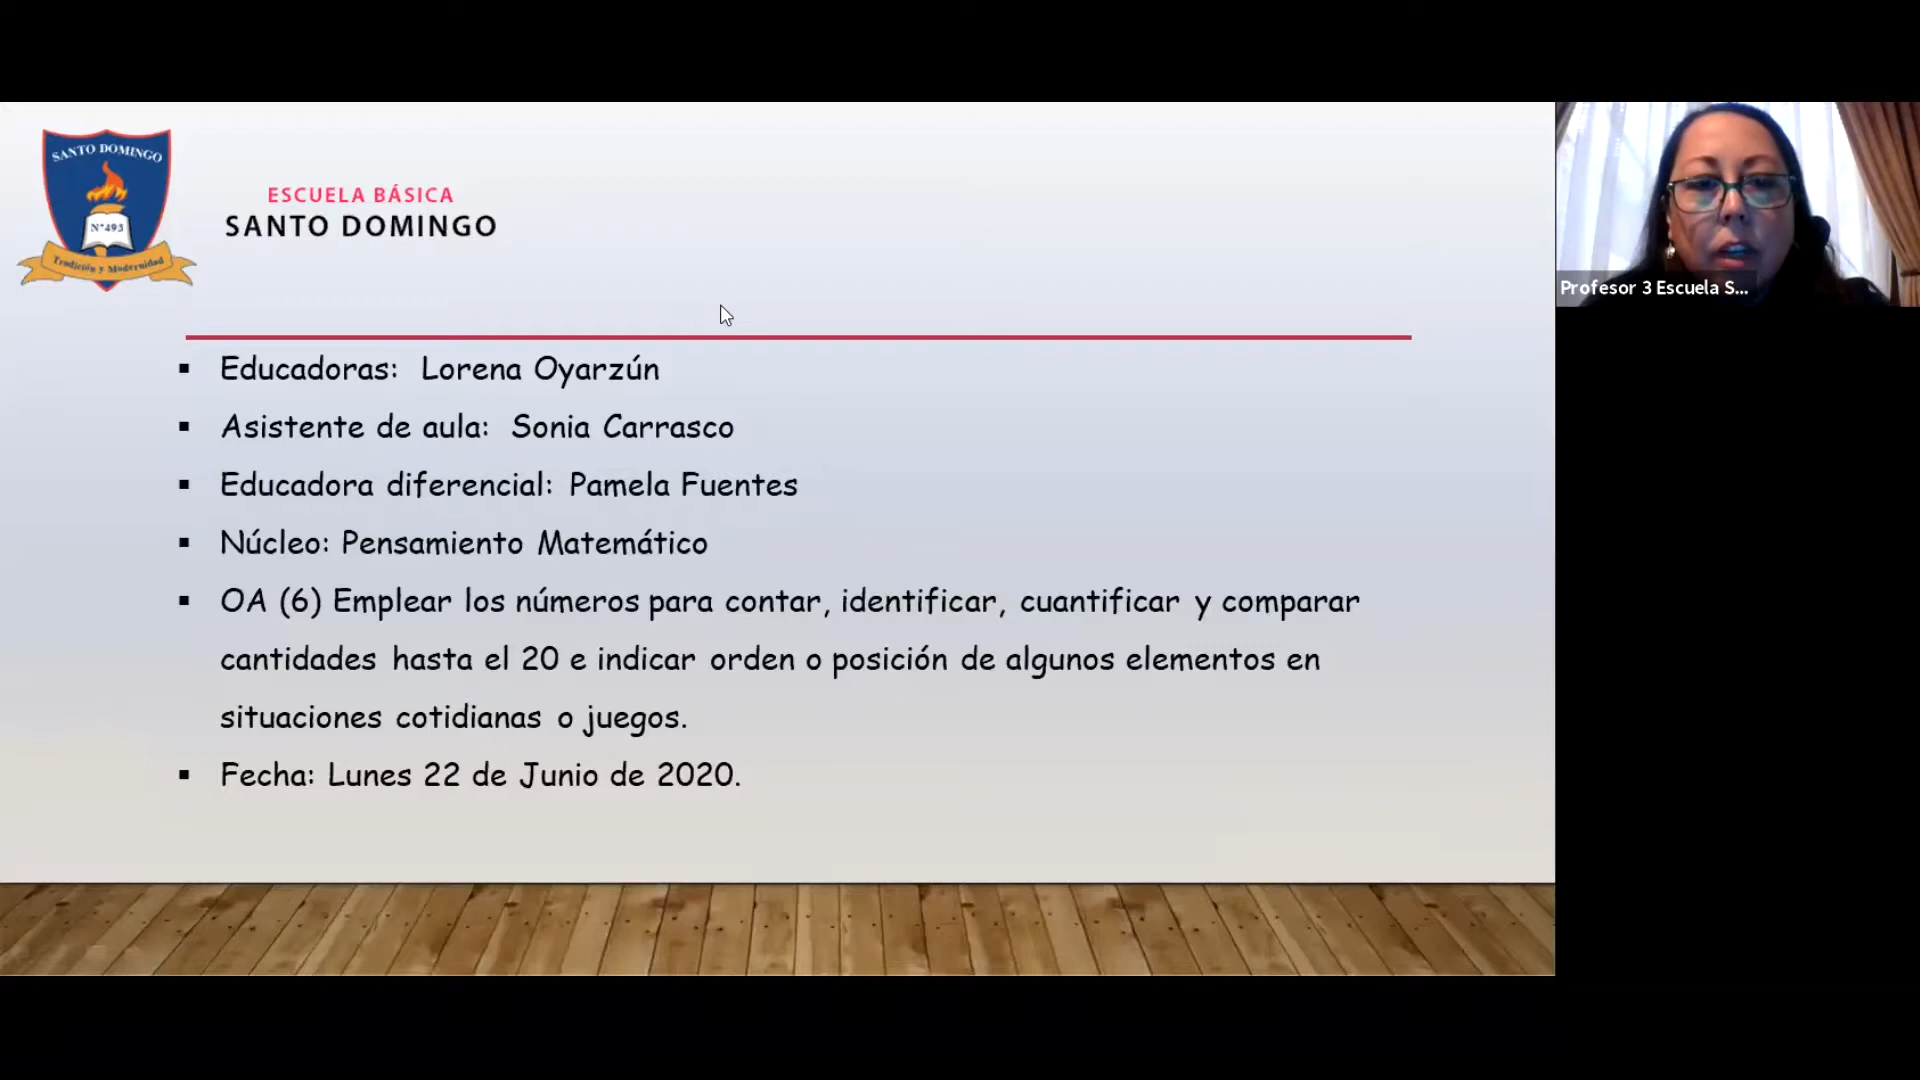 SANTO DOMINGO
N°493
Tradición y Modernidad
ESCUELA BÁSICA
SANTO DOMINGO
Profesor 3 Escuela S...
▪ Educadoras: Lorena Oyarzún
▪ Asistente de aula: Sonia Carrasco
▪ Educadora diferencial: Pamela Fuentes
▪ Núcleo: Pensamiento Matemático
▪ OA (6) Emplear los números para contar, identificar, cuantificar y comparar
cantidades hasta el 20 e indicar orden o posición de algunos elementos en
situaciones cotidianas o juegos.
▪ Fecha: Lunes 22 de Junio de 2020.